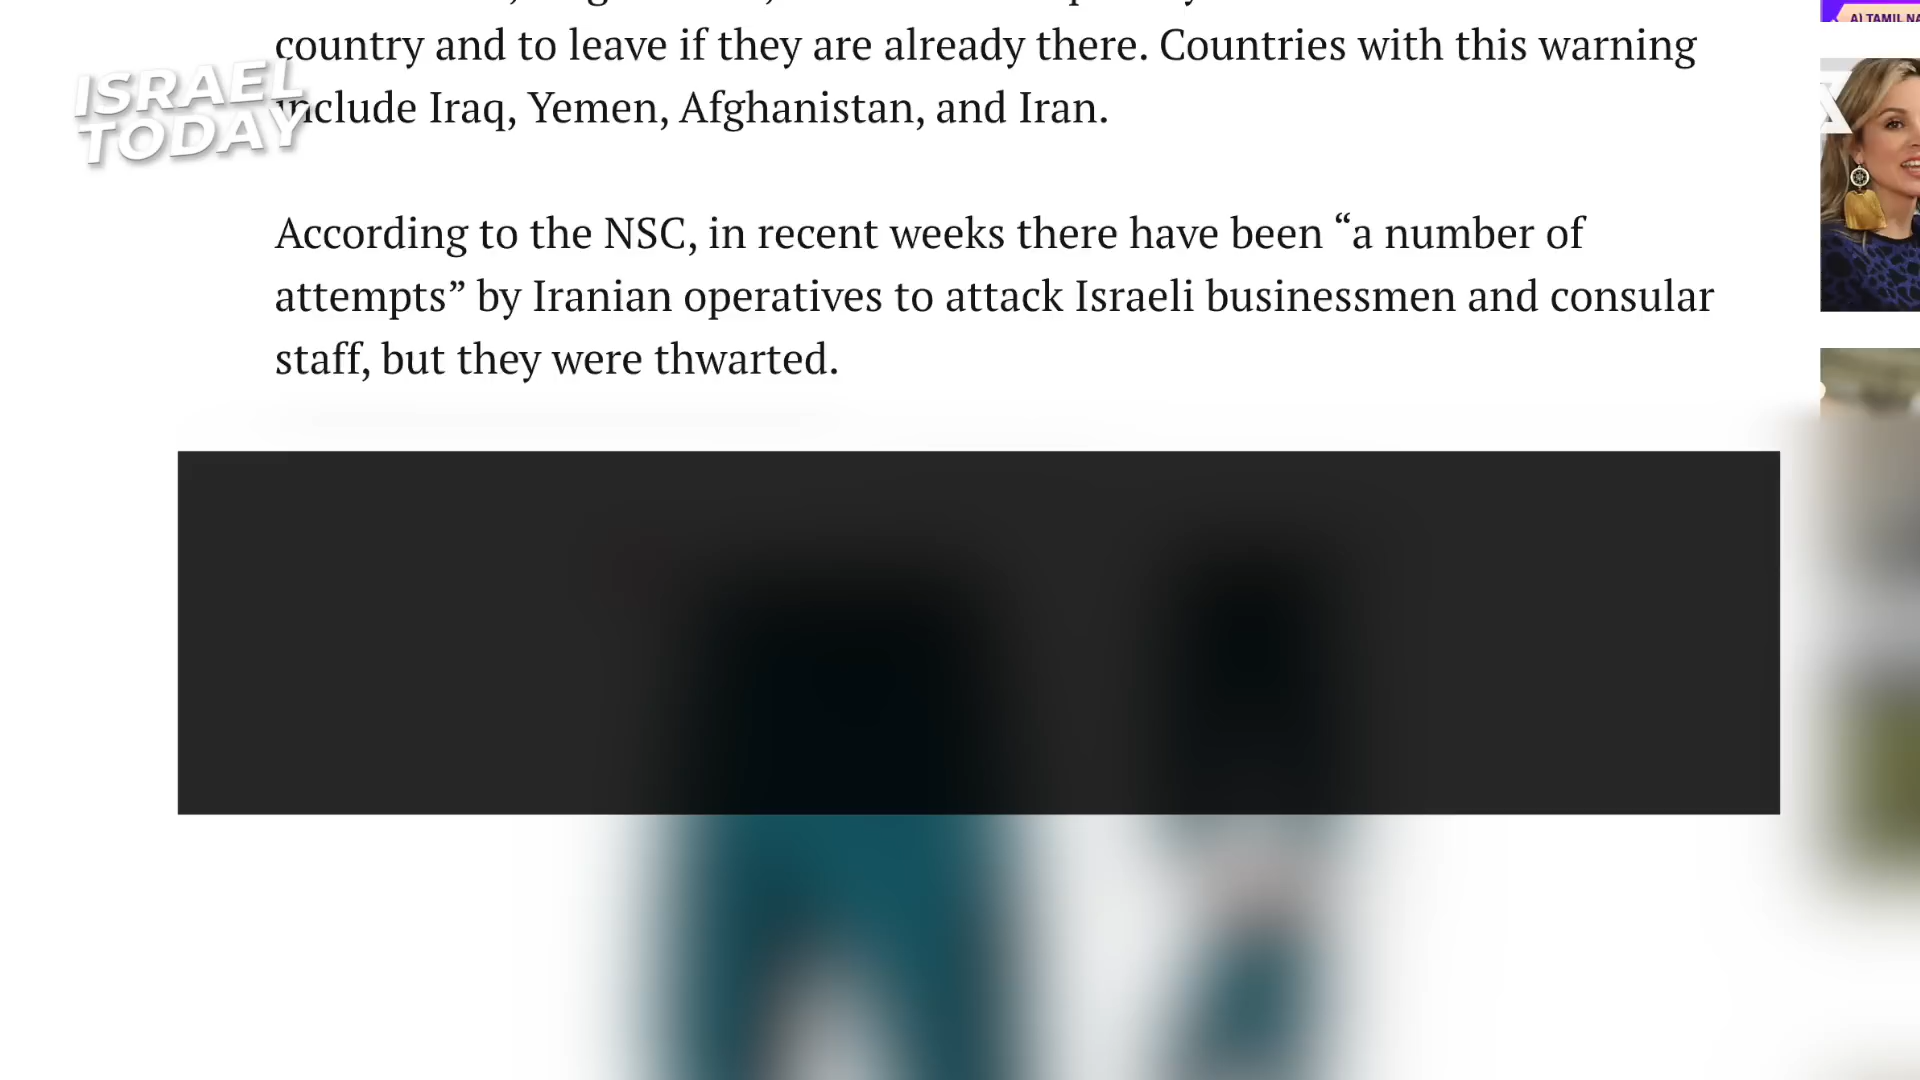 country and to leave if they are already there. Countries with this warning
include Iraq, Yemen, Afghanistan, and Iran.
According to the NSC, in recent weeks there have been “a number of
attempts” by Iranian operatives to attack Israeli businessmen and consular
staff, but they were thwarted.
ISRAEL
TODAY
A) TAMIL